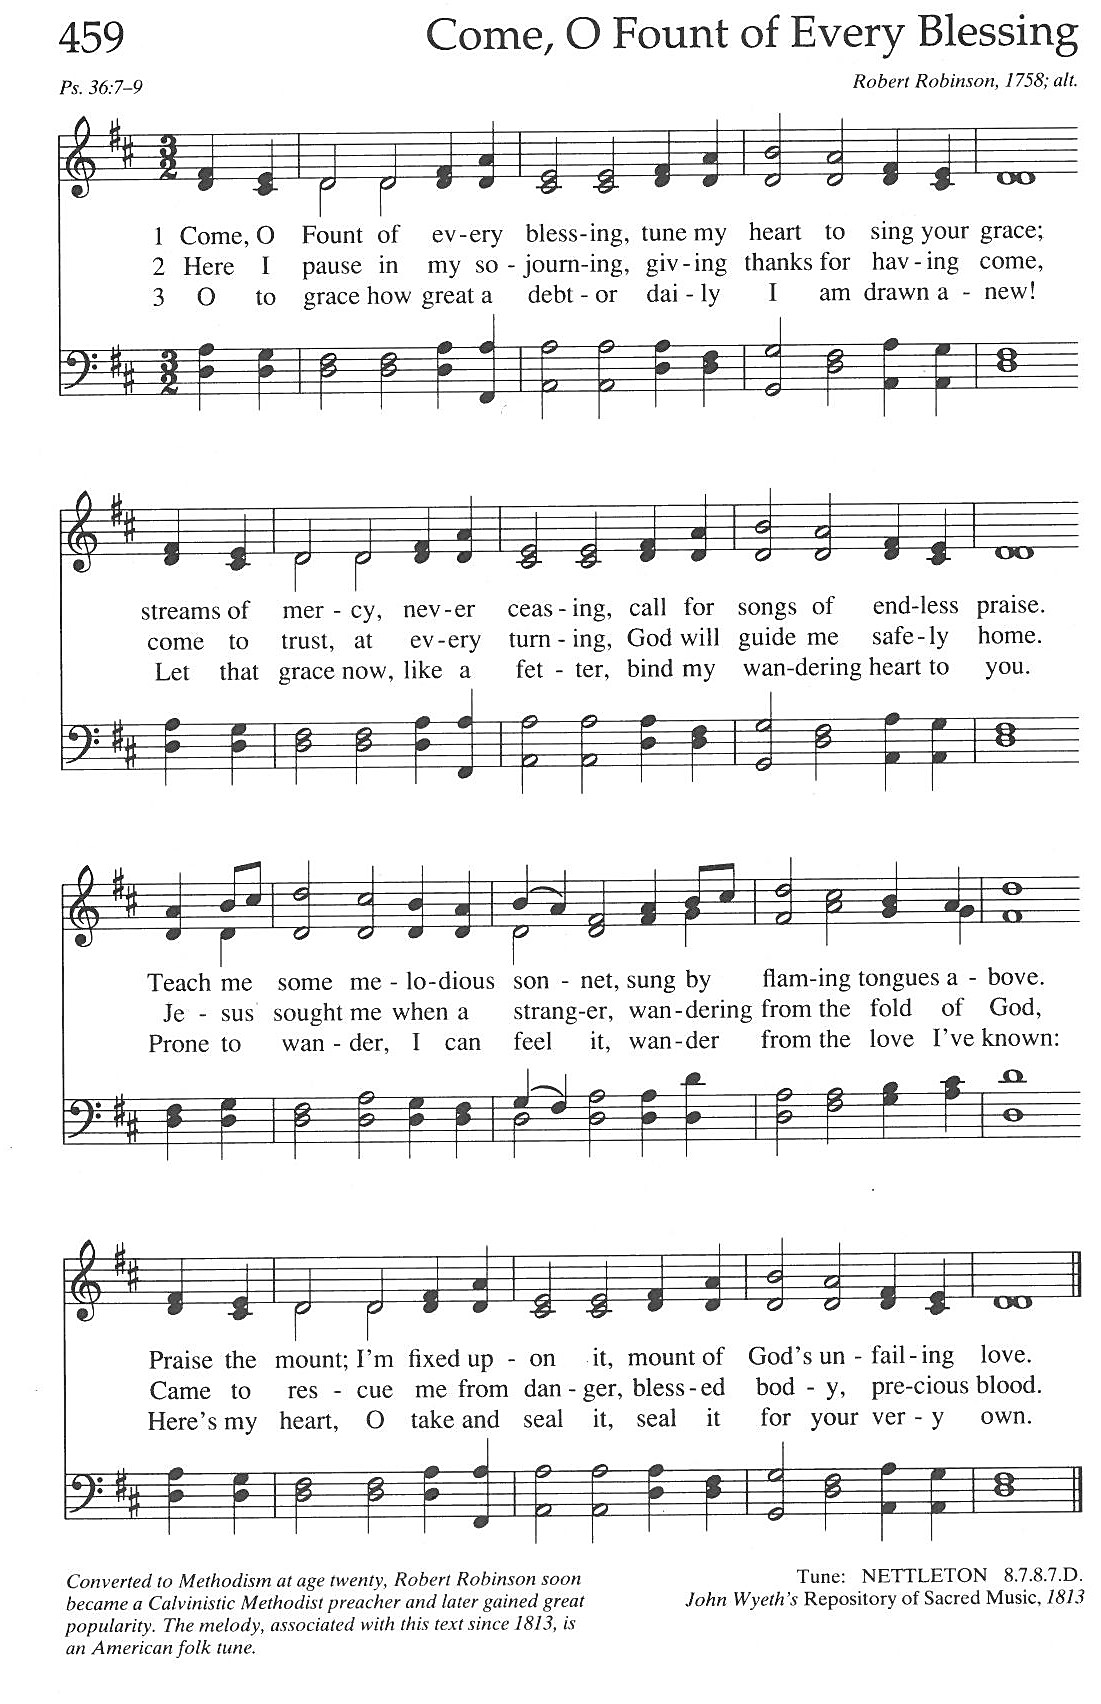 459 Come, O Fount of Every Blessing
Ps. 36:7–9 Robert Robinson, 1758; alt.
3 2
1 Come, O Fount of ev-ery bless-ing, tune my heart to sing your grace;
2 Here I pause in my so - journ-ing, giv-ing thanks for hav-ing come,
3 O to grace how great a debt - or dai - ly I am drawn a - new!
3 2
streams of mer - cy, nev-er ceas - ing, call for songs of end-less praise.
come to trust, at ev-ery turn - ing, God will guide me safe-ly home.
Let that grace now, like a fet - ter, bind my wan-dering heart to you.
Teach me some me - lo-dious son - net, sung by flam-ing tongues a - bove.
Je - sus sought me when a strang-er, wan-dering from the fold of God,
Prone to wan - der, I can feel it, wan-der from the love I've known:
Praise the mount; I'm fixed up - on it, mount of God's un - fail-ing love.
Came to res - cue me from dan - ger, bless-ed bod - y, pre-cious blood.
Here's my heart, O take and seal it, seal it for your ver - y own.
Converted to Methodism at age twenty, Robert Robinson soon
became a Calvinistic Methodist preacher and later gained great
popularity. The melody, associated with this text since 1813, is
an American folk tune.
Tune: NETTLETON 8.7.8.7.D.
John Wyeth's Repository of Sacred Music, 1813